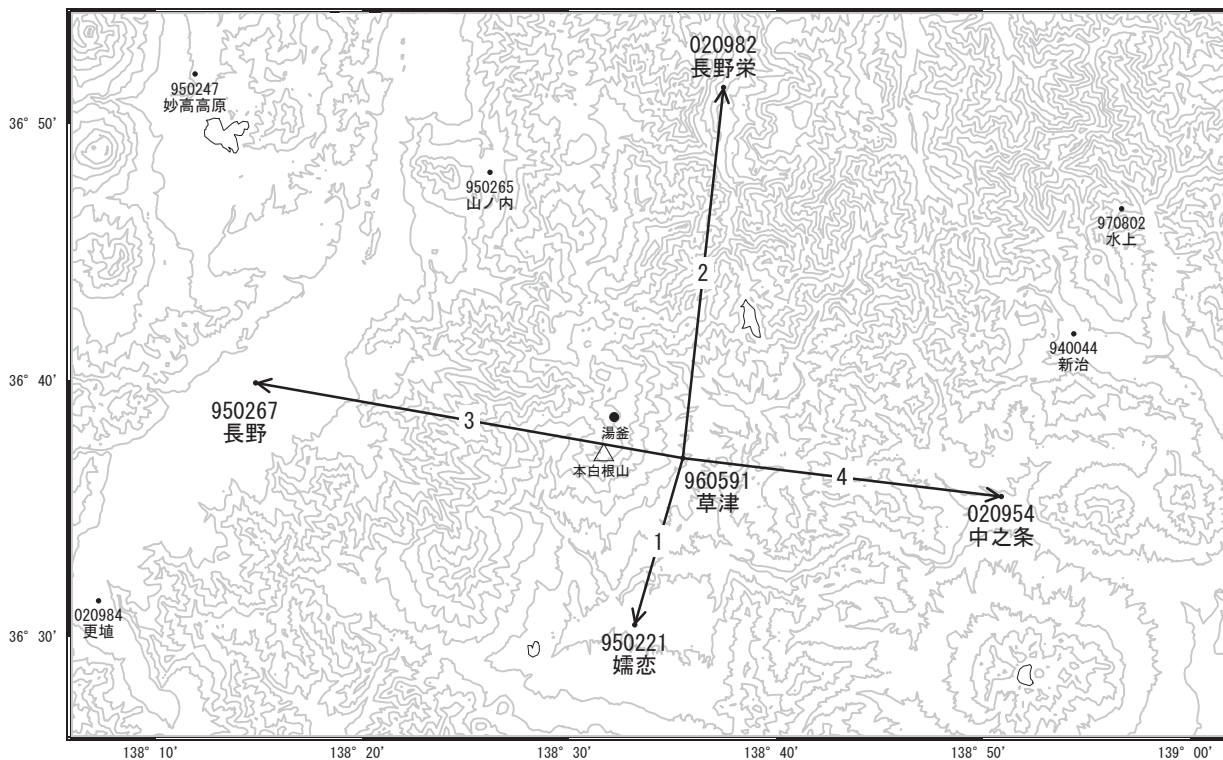 020982
長野栄
950247
妙高高原
36° 50′
950265
山ノ内
970802
水上
2
940044
新治
36° 40′
950267
長野
3
湯釜
本白根山
960591
草津
4
020954
中之条
1
020984
更埴
36° 30′
950221
嬬恋
138° 10′
138° 20′
138° 30′
138° 40′
138° 50′
139° 00′